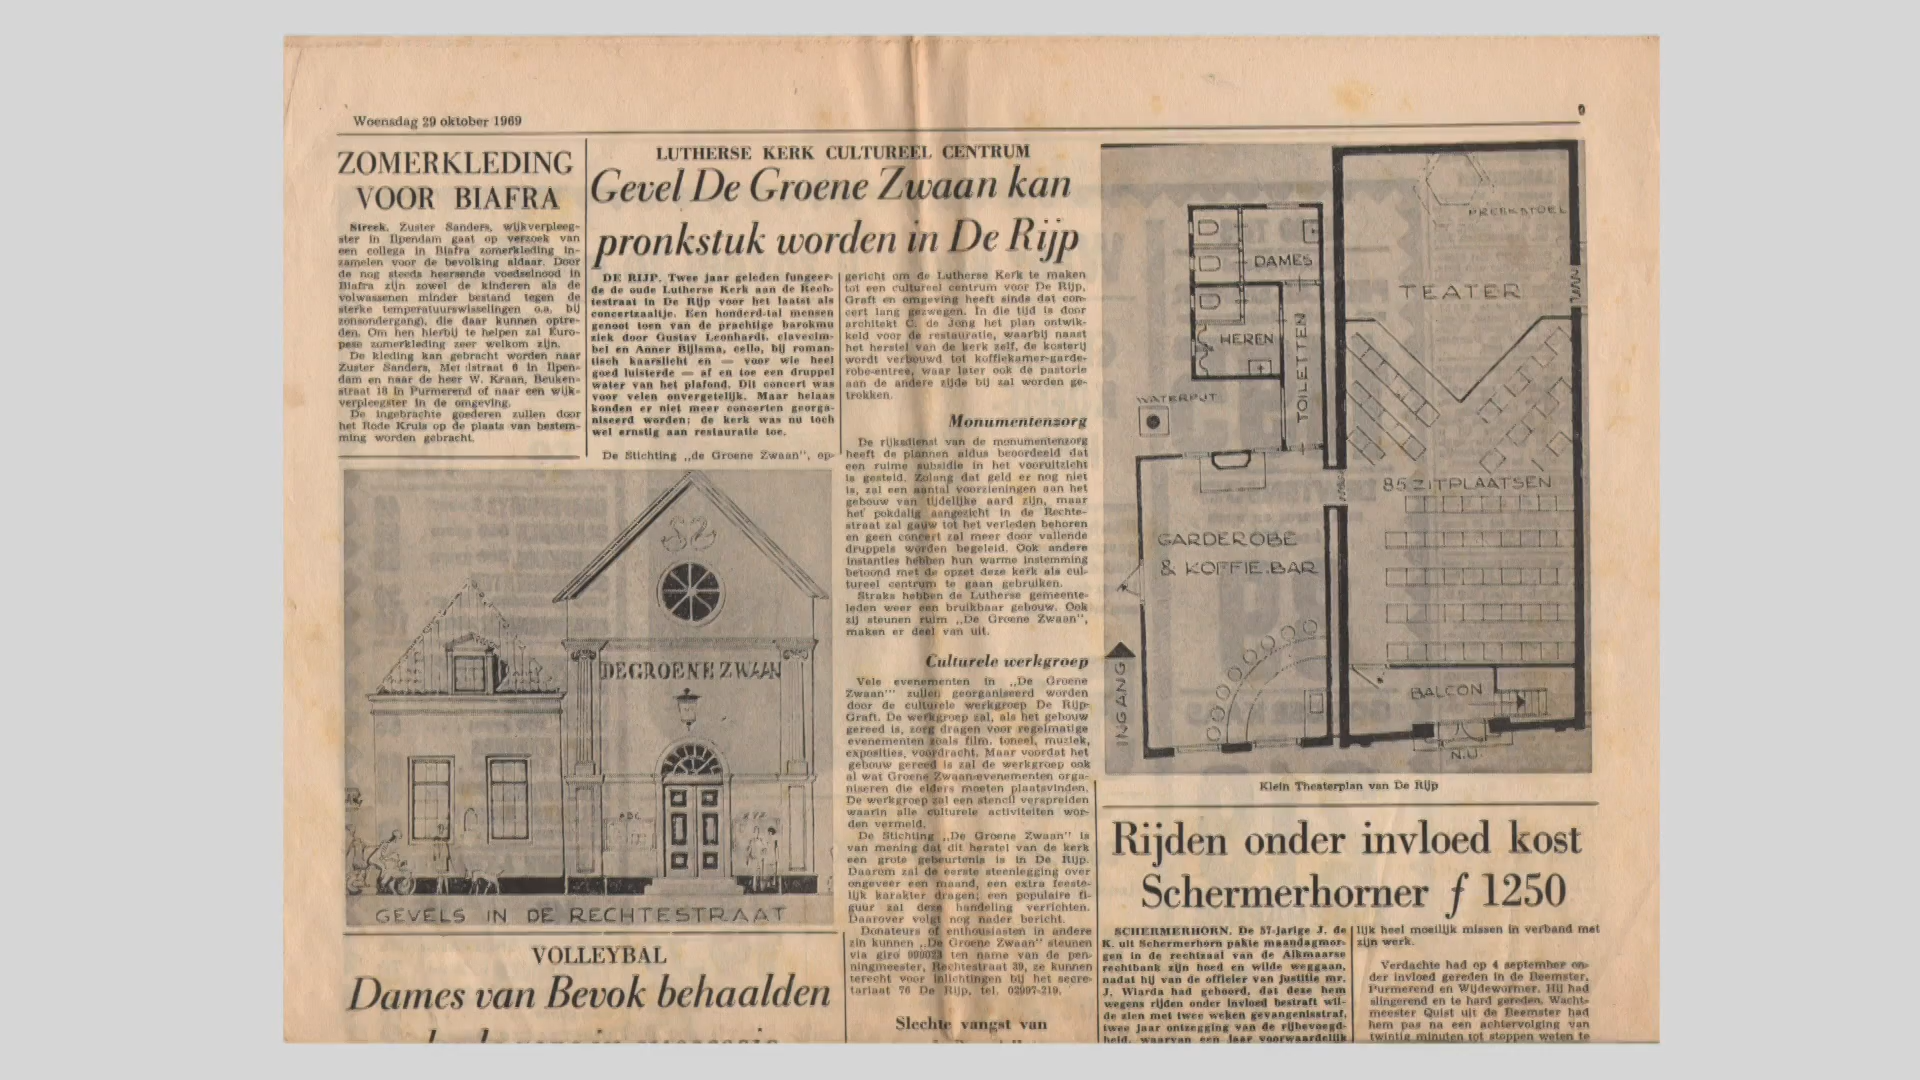 Woensdag 29 oktober 1969
9
ZOMERKLEDING
VOOR BIAFRA
Streek. Zuster Sanders, wijkverpleeg-
ster in Ilpendam gaat op verzoek van
een collega in Biafra zomerkleding in-
zamelen voor de bevolking aldaar. Door
de nog steeds heersende voedselnood in
Biafra zijn zowel de kinderen als de
volwassenen minder bestand tegen de
sterke temperatuurswisselingen o.a. bij
zonsondergang), die daar kunnen optre-
den. Om hen hierbij te helpen zal Euro-
pese zomerkleding zeer welkom zijn.
De kleding kan gebracht worden naar
Zuster Sanders, 6 in Ilpen-
dam en naar de heer W. Kraan, Beuken-
straat 18 in Purmerend of naar een wijk-
verpleegster in de omgeving.
De ingebrachte goederen zullen door
het Rode Kruis op de plaats van bestem-
ming worden gebracht.
LUTHERSE KERK CULTUREEL CENTRUM
Gevel De Groene Zwaan kan
pronkstuk worden in De Rijp
DE RIJP. Twee jaar geleden fungeer-
de de oude Lutherse Kerk aan de Rech-
testraat in De Rijp voor het laatst als
concertzaaltje. Een honderd-tal mensen
genoot toen van de prachtige barokmu
ziek door Gustav Leonhardt, clavecim-
bel en Anner Bijlsma, cello, bij roman-
tisch kaarslicht en — voor wie heel
goed luisterde — af en toe een druppel
water van het plafond. Dit concert was
voor velen onvergetelijk. Maar helaas
konden er niet meer concerten georga-
niseerd worden; de kerk was nu toch
wel ernstig aan restauratie toe.
De Stichting „de Groene Zwaan”, op-
gericht om de Lutherse Kerk te maken
tot een cultureel centrum voor De Rijp,
Graft en omgeving heeft sinds dat con-
cert lang gezwegen. In die tijd is door
architekt C. de Jong het plan ontwik-
keld voor de restauratie, waarbij naast
het herstel van de kerk zelf, de kosterij
wordt verbouwd tot koffiekamer-garde-
robe-entree, waar later ook de pastorie
aan de andere zijde bij zal worden ge-
trokken.
Monumentenzorg
De rijksdienst van de monumentenzorg
heeft de plannen aldus beoordeeld dat
een ruime subsidie in het vooruitzicht
is gesteld. Zolang dat geld er nog niet
is, zal een aantal voorzieningen aan het
gebouw van tijdelijke aard zijn, maar
het pokdalig aangezicht in de Rechte-
straat zal gauw tot het verleden behoren
en geen concert zal meer door vallende
druppels worden begeleid. Ook andere
instanties hebben hun warme instemming
betoond met de opzet deze kerk als cul-
tureel centrum te gaan gebruiken.
Straks hebben de Lutherse gemeente-
leden weer een bruikbaar gebouw. Ook
zij steunen ruim „De Groene Zwaan”,
maken er deel van uit.
Culturele werkgroep
Vele evenementen in „De Groene
Zwaan”' zullen georganiseerd worden
door de culturele werkgroep De Rijp-
Graft. De werkgroep zal, als het gebouw
gereed is, zorg dragen voor regelmatige
evenementen zoals film, toneel, muziek,
exposities, voordracht. Maar voordat het
gebouw gereed is zal de werkgroep ook
al wat Groene Zwaan-evenementen orga-
niseren die elders moeten plaatsvinden.
De werkgroep zal een stencil verspreiden
waarin alle culturele activiteiten wor-
den vermeld.
De Stichting „De Groene Zwaan” is
van mening dat dit herstel van de kerk
een grote gebeurtenis is in De Rijp.
Daarom zal de eerste steenlegging over
ongeveer een maand, een extra feeste-
lijk karakter dragen; een populaire fi-
guur zal deze handeling verrichten.
Daarover volgt nog nader bericht.
Donateurs of enthousiasten in andere
zin kunnen „De Groene Zwaan” steunen
via giro ten name van de pen-
ningmeester, Rechtestraat 39, ze kunnen
terecht voor inlichtingen bij het secre-
tariaat 76 De Rijp, tel. 02997-219.
Slechte vangst van
DE GROENE ZWAAN
ABC
XYZ
GEVELS IN DE RECHTESTRAAT
VOLLEYBAL
Dames van Bevok behaalden
PREEKSTOEL
TEATER
DAMES
HEREN
TOILETTEN
WATERPUT
85 ZITPLAATSEN
GARDEROBE
& KOFFIE.BAR
INGANG
BALCON
N.U.
Klein Theaterplan van De Rijp
Rijden onder invloed kost
Schermerhorner f 1250
SCHERMERHORN. De 57-jarige J. de
K. uit Schermerhorn pakte maandagmor-
gen in de rechtzaal van de Alkmaarse
rechtbank zijn hoed en wilde weggaan,
nadat hij van de officier van justitie mr.
J. Wiarda had gehoord, dat deze hem
wegens rijden onder invloed bestraft wil-
de zien met twee weken gevangenisstraf,
twee jaar ontzegging van de rijbevoegd-
heid, waarvan een jaar voorwaardelijk
lijk heel moeilijk missen in verband met
zijn werk.
Verdachte had op 4 september on-
der invloed gereden in de Beemster,
Purmerend en Wijdewormer. Hij had
slingerend en te hard gereden. Wacht-
meester Quist uit de Beemster had
hem pas na een achtervolging van
twintig minuten tot stoppen weten te